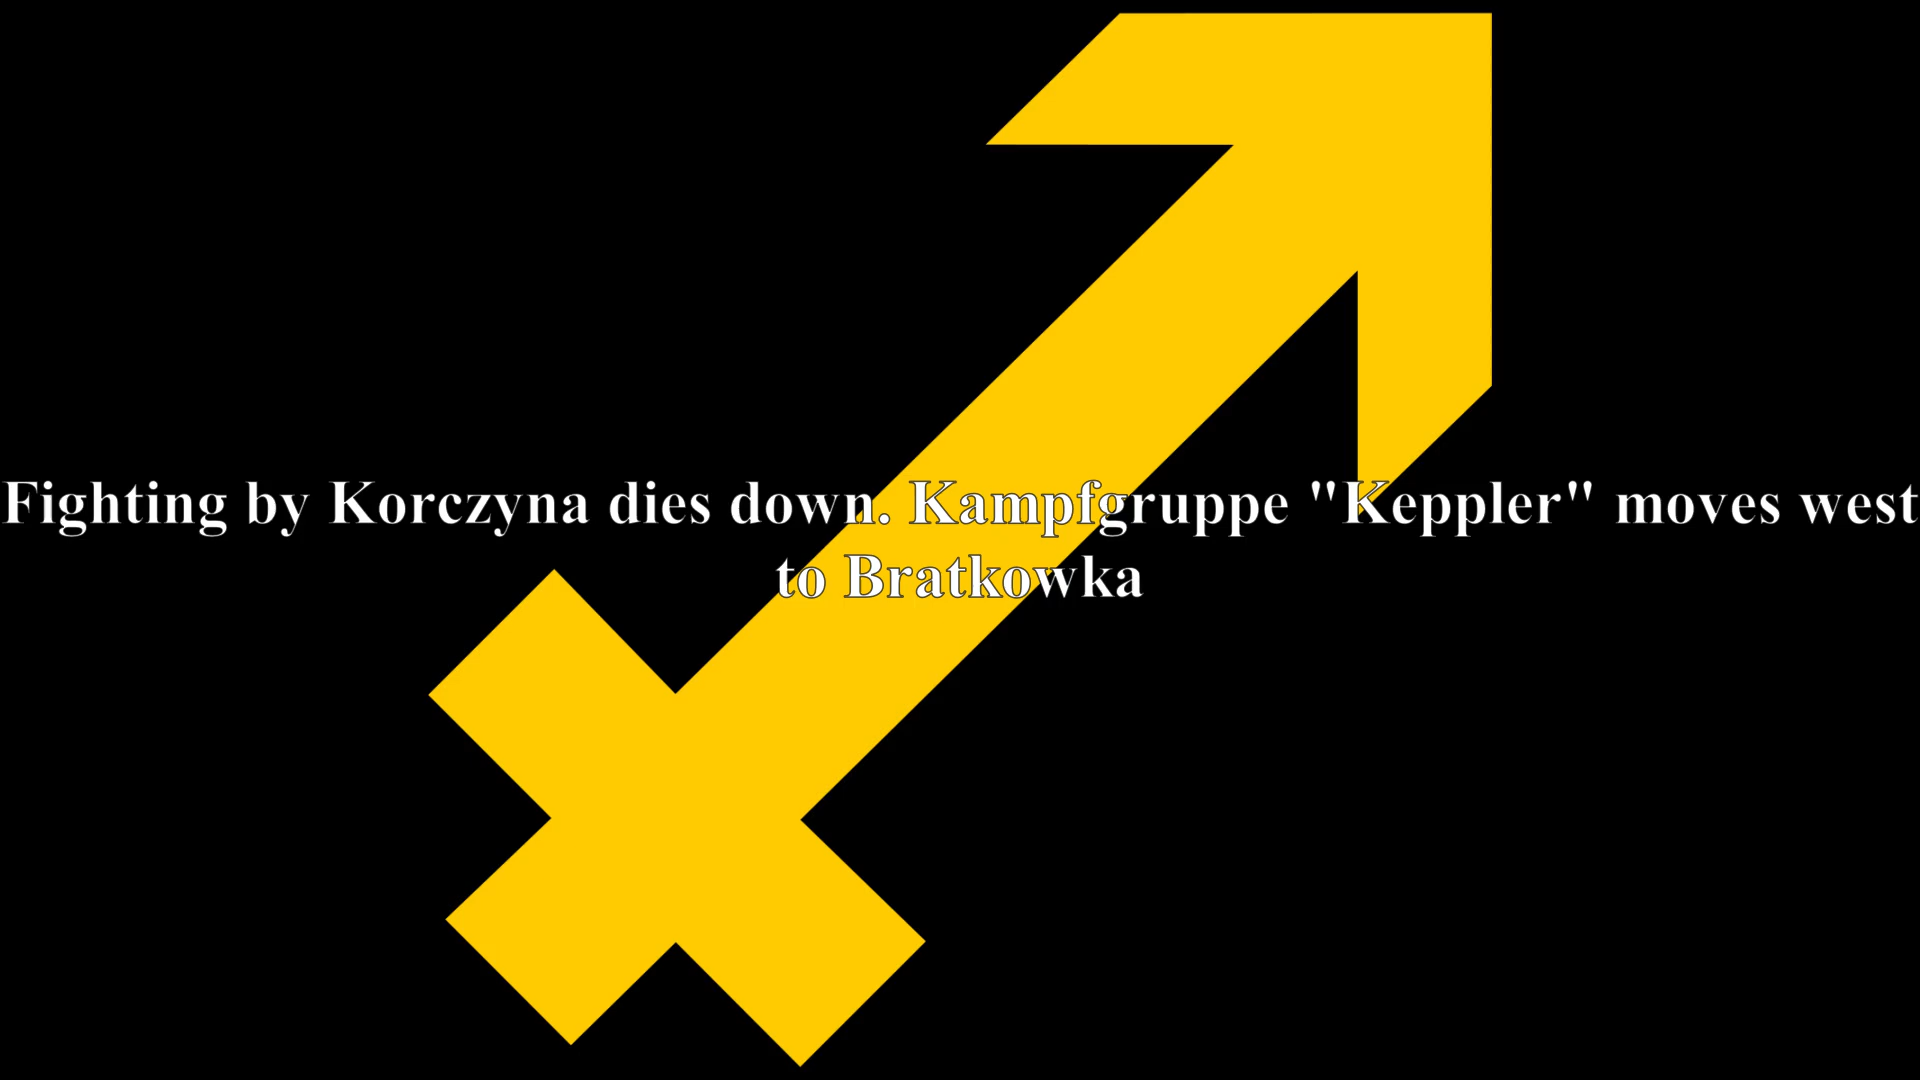 Fighting by Korczyna dies down. Kampfgruppe "Keppler" moves west
to Bratkowka